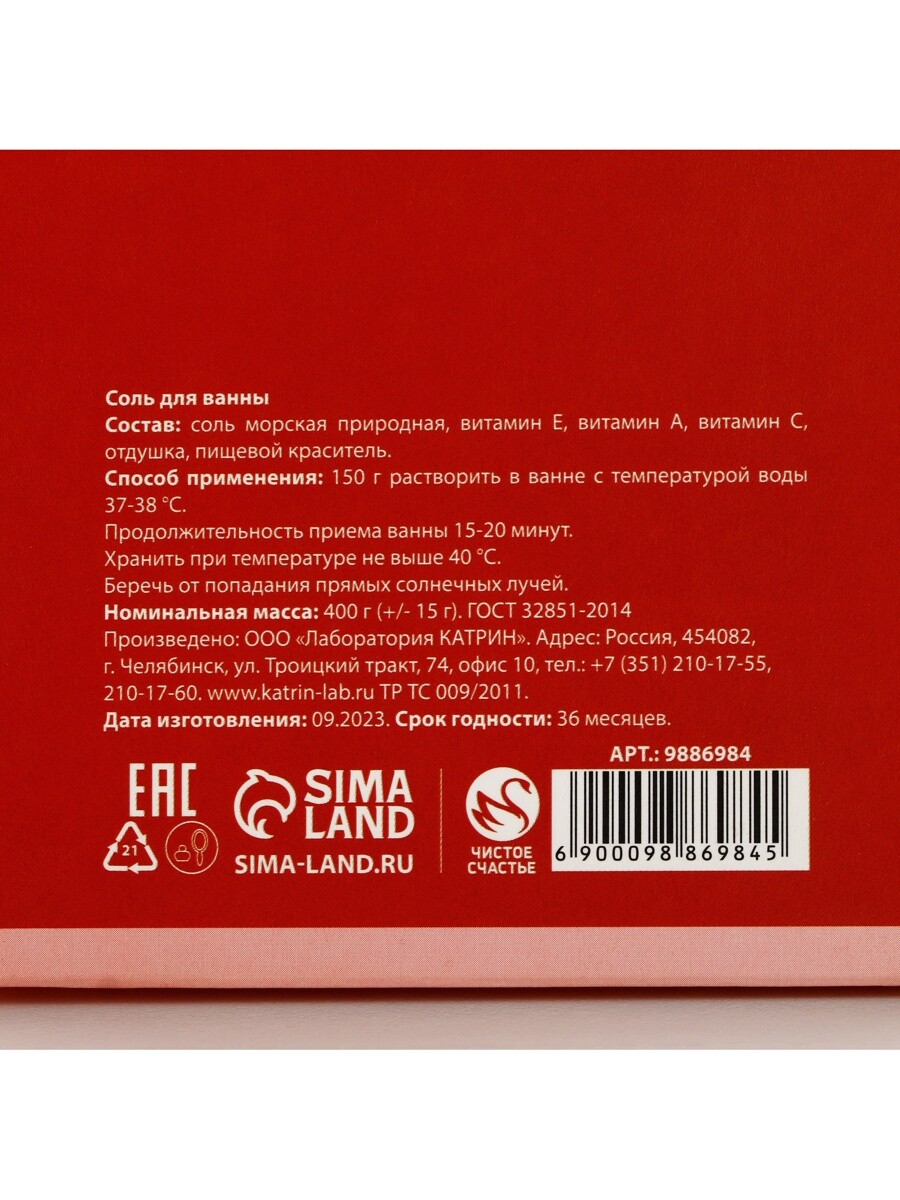 Соль для ванны
Состав: соль морская природная, витамин Е, витамин А, витамин С,
отдушка, пищевой краситель.
Способ применения: 150 г растворить в ванне с температурой воды
37-38 °С.
Продолжительность приема ванны 15-20 минут.
Хранить при температуре не выше 40 °С.
Беречь от попадания прямых солнечных лучей.
Номинальная масса: 400 г (+/- 15 г). ГОСТ 32851-2014
Произведено: ООО «Лаборатория КАТРИН». Адрес: Россия, 454082,
г. Челябинск, ул. Троицкий тракт, 74, офис 10, тел.: +7 (351) 210-17-55,
210-17-60. www.katrin-lab.ru ТР ТС 009/2011.
Дата изготовления: 09.2023. Срок годности: 36 месяцев.
АРТ.: 9886984
EAC
21
SIMA
LAND
SIMA-LAND.RU
ЧИСТОЕ
СЧАСТЬЕ
6 900098 869845